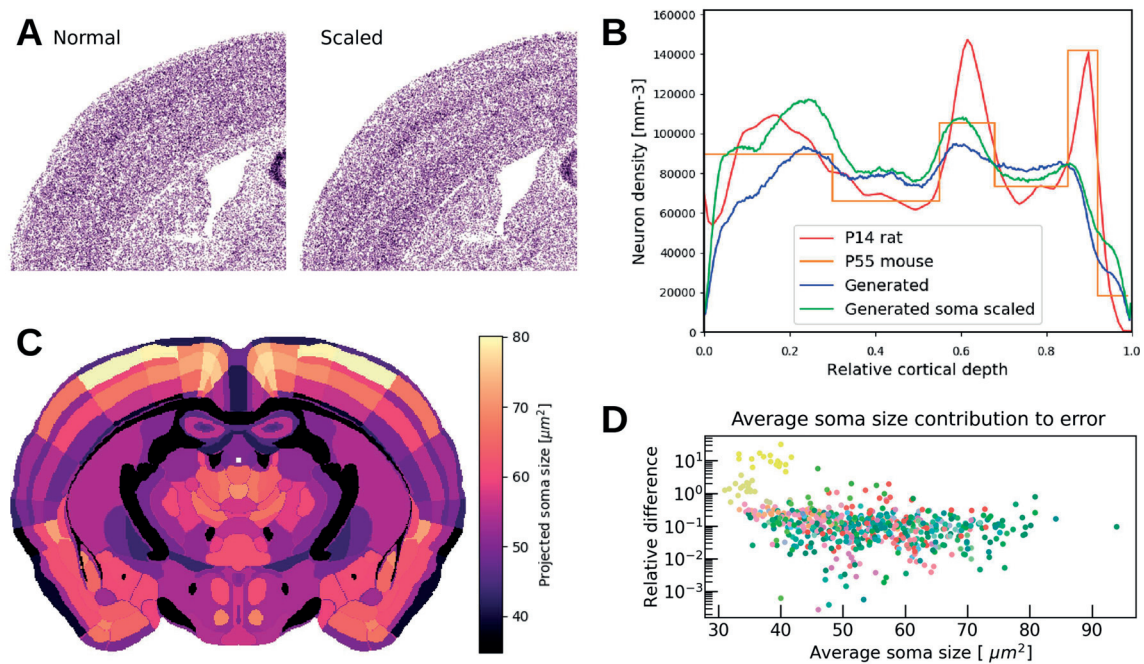 A
Normal
Scaled
B
160000
140000
120000
100000
80000
60000
40000
20000
0
Neuron density [mm-3]
P14 rat
P55 mouse
Generated
Generated soma scaled
0.0 0.2 0.4 0.6 0.8 1.0
Relative cortical depth
C
80
70
60
50
40
Projected soma size [μm²]
D
Average soma size contribution to error
10¹
10⁰
10⁻¹
10⁻²
10⁻³
Relative difference
30 40 50 60 70 80 90
Average soma size [ μm²]